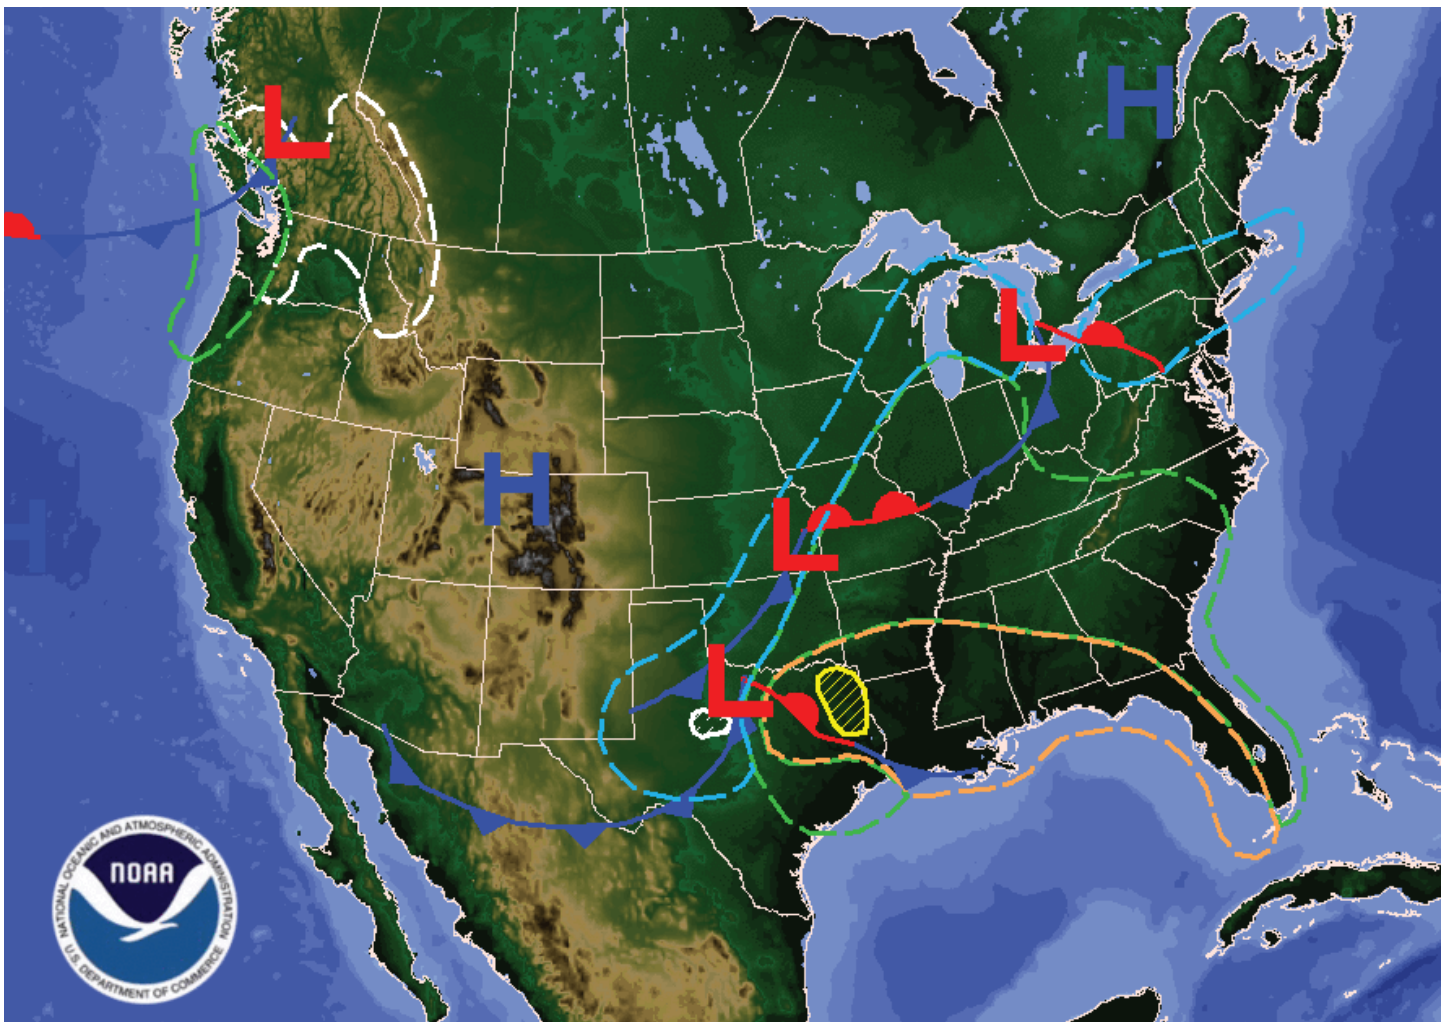 L
H
L
H
L
H
L
NATIONAL OCEANIC AND ATMOSPHERIC ADMINISTRATION
NOAA
U.S. DEPARTMENT OF COMMERCE